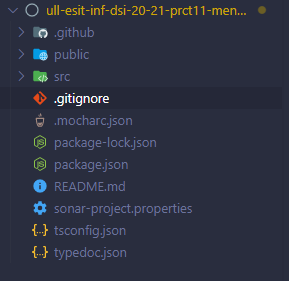 ull-esit-inf-dsi-20-21-prct11-men...
.github
public
src
.gitignore
.mocharc.json
package-lock.json
package.json
README.md
sonar-project.properties
tsconfig.json
typedoc.json